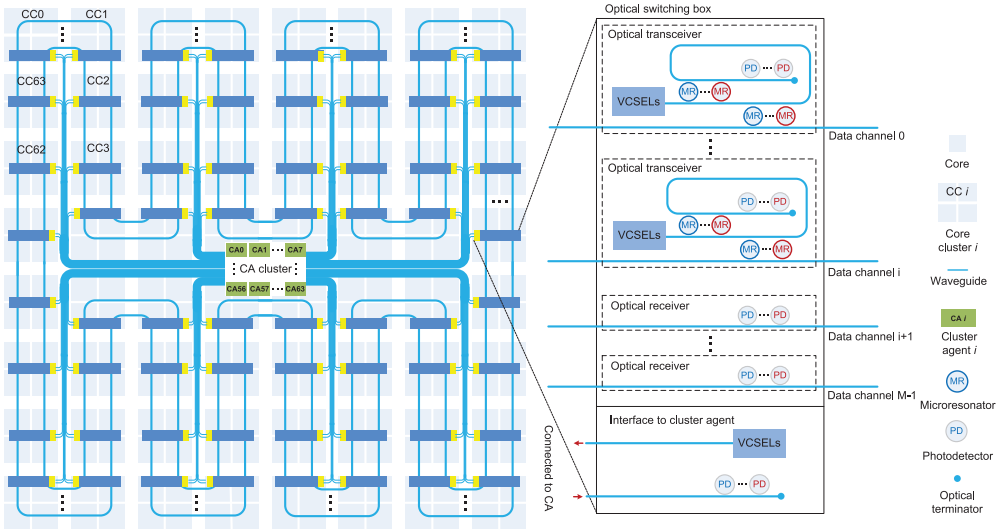 CC0
CC1
CC63
CC2
CC62
CC3
CA0
CA1
CA7
CA cluster
CA56
CA57
CA63
Connected to CA
Optical switching box
Optical transceiver
PD
PD
VCSELs
MR
MR
MR
MR
Data channel 0
Optical transceiver
PD
PD
VCSELs
MR
MR
MR
MR
Data channel i
Optical receiver
PD
PD
Data channel i+1
Optical receiver
PD
PD
Data channel M-1
Interface to cluster agent
VCSELs
PD
PD
Core
CC i
Core
cluster i
Waveguide
CA i
Cluster
agent i
MR
Microresonator
PD
Photodetector
Optical
terminator